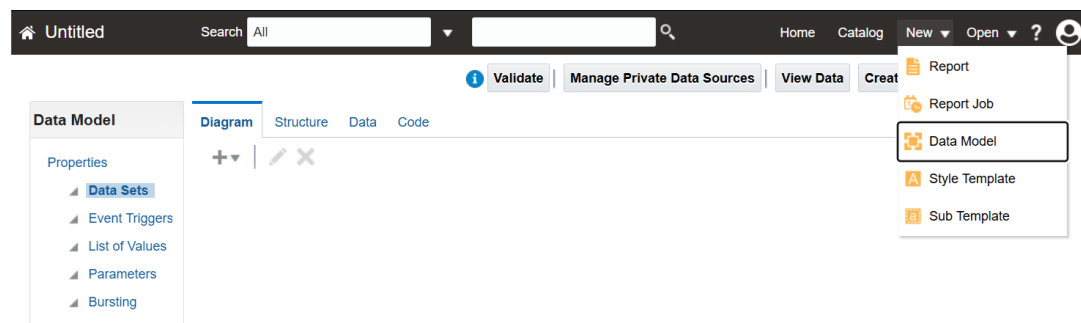 Untitled Search All Home Catalog New Open ?
Validate Manage Private Data Sources View Data Creat
Report
Report Job
Data Model
Style Template
Sub Template
Data Model
Properties
Data Sets
Event Triggers
List of Values
Parameters
Bursting
Diagram Structure Data Code